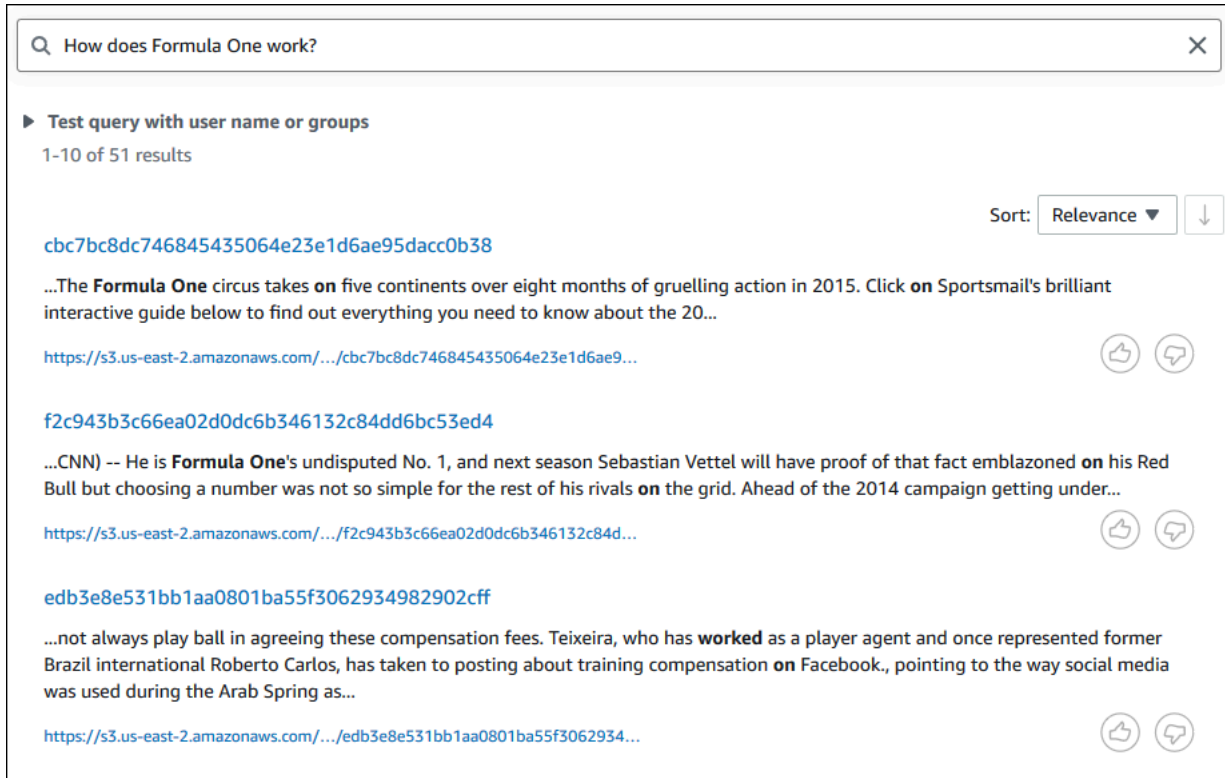 How does Formula One work?
Test query with user name or groups
1-10 of 51 results
Sort: Relevance
cbc7bc8dc746845435064e23e1d6ae95dacc0b38
...The Formula One circus takes on five continents over eight months of gruelling action in 2015. Click on Sportsmail's brilliant
interactive guide below to find out everything you need to know about the 20...
https://s3.us-east-2.amazonaws.com/.../cbc7bc8dc746845435064e23e1d6ae9...
f2c943b3c66ea02d0dc6b346132c84dd6bc53ed4
...CNN) -- He is Formula One's undisputed No. 1, and next season Sebastian Vettel will have proof of that fact emblazoned on his Red
Bull but choosing a number was not so simple for the rest of his rivals on the grid. Ahead of the 2014 campaign getting under...
https://s3.us-east-2.amazonaws.com/.../f2c943b3c66ea02d0dc6b346132c84d...
edb3e8e531bb1aa0801ba55f3062934982902cff
...not always play ball in agreeing these compensation fees. Teixeira, who has worked as a player agent and once represented former
Brazil international Roberto Carlos, has taken to posting about training compensation on Facebook., pointing to the way social media
was used during the Arab Spring as...
https://s3.us-east-2.amazonaws.com/.../edb3e8e531bb1aa0801ba55f3062934...